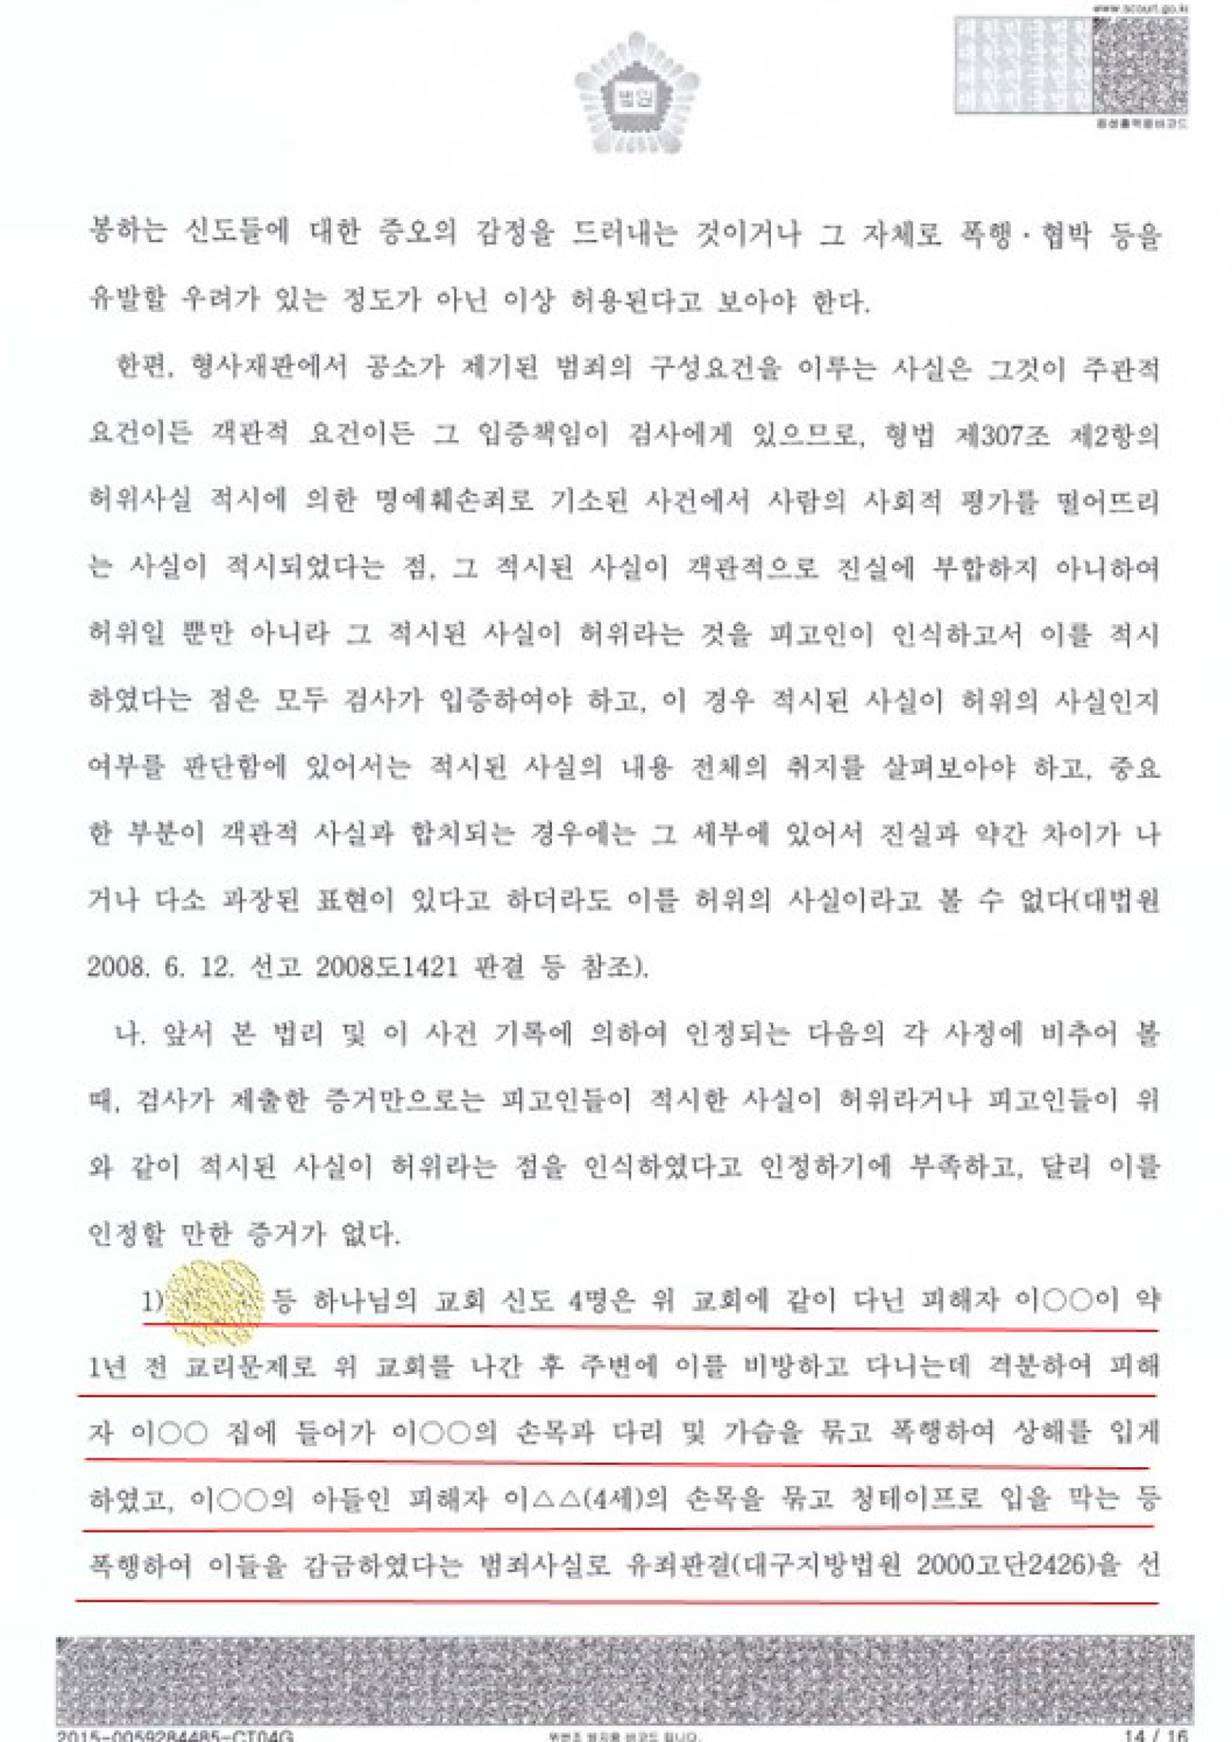 www.scourt.go.kr
법원
음성출력용바코드
봉하는 신도들에 대한 증오의 감정을 드러내는 것이거나 그 자체로 폭행·협박 등을
유발할 우려가 있는 정도가 아닌 이상 허용된다고 보아야 한다.
한편, 형사재판에서 공소가 제기된 범죄의 구성요건을 이루는 사실은 그것이 주관적
요건이든 객관적 요건이든 그 입증책임이 검사에게 있으므로, 형법 제307조 제2항의
허위사실 적시에 의한 명예훼손죄로 기소된 사건에서 사람의 사회적 평가를 떨어뜨리
는 사실이 적시되었다는 점, 그 적시된 사실이 객관적으로 진실에 부합하지 아니하여
허위일 뿐만 아니라 그 적시된 사실이 허위라는 것을 피고인이 인식하고서 이를 적시
하였다는 점은 모두 검사가 입증하여야 하고, 이 경우 적시된 사실이 허위의 사실인지
여부를 판단함에 있어서는 적시된 사실의 내용 전체의 취지를 살펴보아야 하고, 중요
한 부분이 객관적 사실과 합치되는 경우에는 그 세부에 있어서 진실과 약간 차이가 나
거나 다소 과장된 표현이 있다고 하더라도 이를 허위의 사실이라고 볼 수 없다(대법원
2008. 6. 12. 선고 2008도1421 판결 등 참조).
나. 앞서 본 법리 및 이 사건 기록에 의하여 인정되는 다음의 각 사정에 비추어 볼
때, 검사가 제출한 증거만으로는 피고인들이 적시한 사실이 허위라거나 피고인들이 위
와 같이 적시된 사실이 허위라는 점을 인식하였다고 인정하기에 부족하고, 달리 이를
인정할 만한 증거가 없다.
1) 등 하나님의 교회 신도 4명은 위 교회에 같이 다닌 피해자 이○○이 약
1년 전 교리문제로 위 교회를 나간 후 주변에 이를 비방하고 다니는데 격분하여 피해
자 이○○ 집에 들어가 이○○의 손목과 다리 및 가슴을 묶고 폭행하여 상해를 입게
하였고, 이○○의 아들인 피해자 이△△(4세)의 손목을 묶고 청테이프로 입을 막는 등
폭행하여 이들을 감금하였다는 범죄사실로 유죄판결(대구지방법원 2000고단2426)을 선
2015-0059284485-CT04G
위변조 방지용 바코드 입니다.
14 / 16